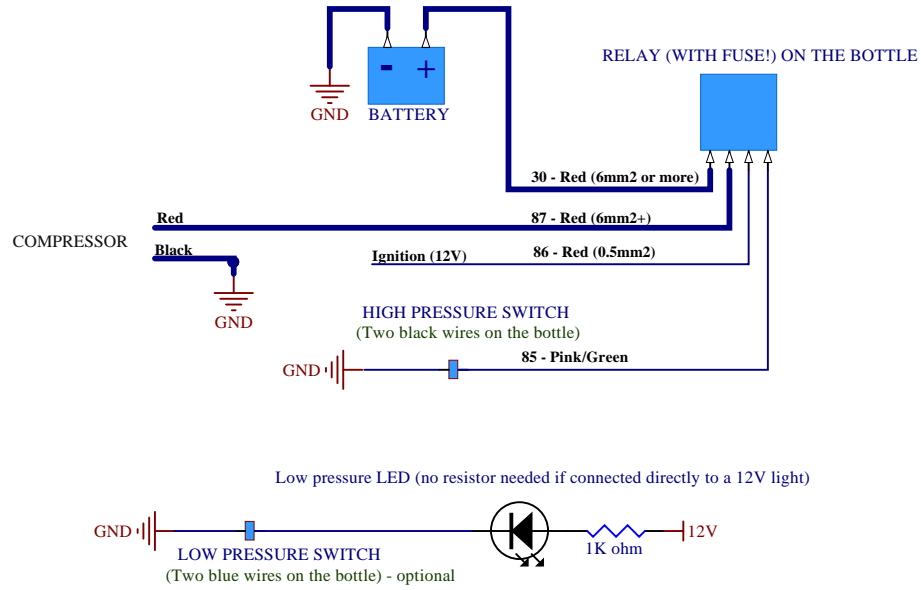 RELAY (WITH FUSE!) ON THE BOTTLE
- +
GND
BATTERY
30 - Red (6mm2 or more)
Red
87 - Red (6mm2+)
COMPRESSOR
Black
Ignition (12V)
86 - Red (0.5mm2)
GND
HIGH PRESSURE SWITCH
(Two black wires on the bottle)
85 - Pink/Green
GND
Low pressure LED (no resistor needed if connected directly to a 12V light)
GND
12V
1K ohm
LOW PRESSURE SWITCH
(Two blue wires on the bottle) - optional